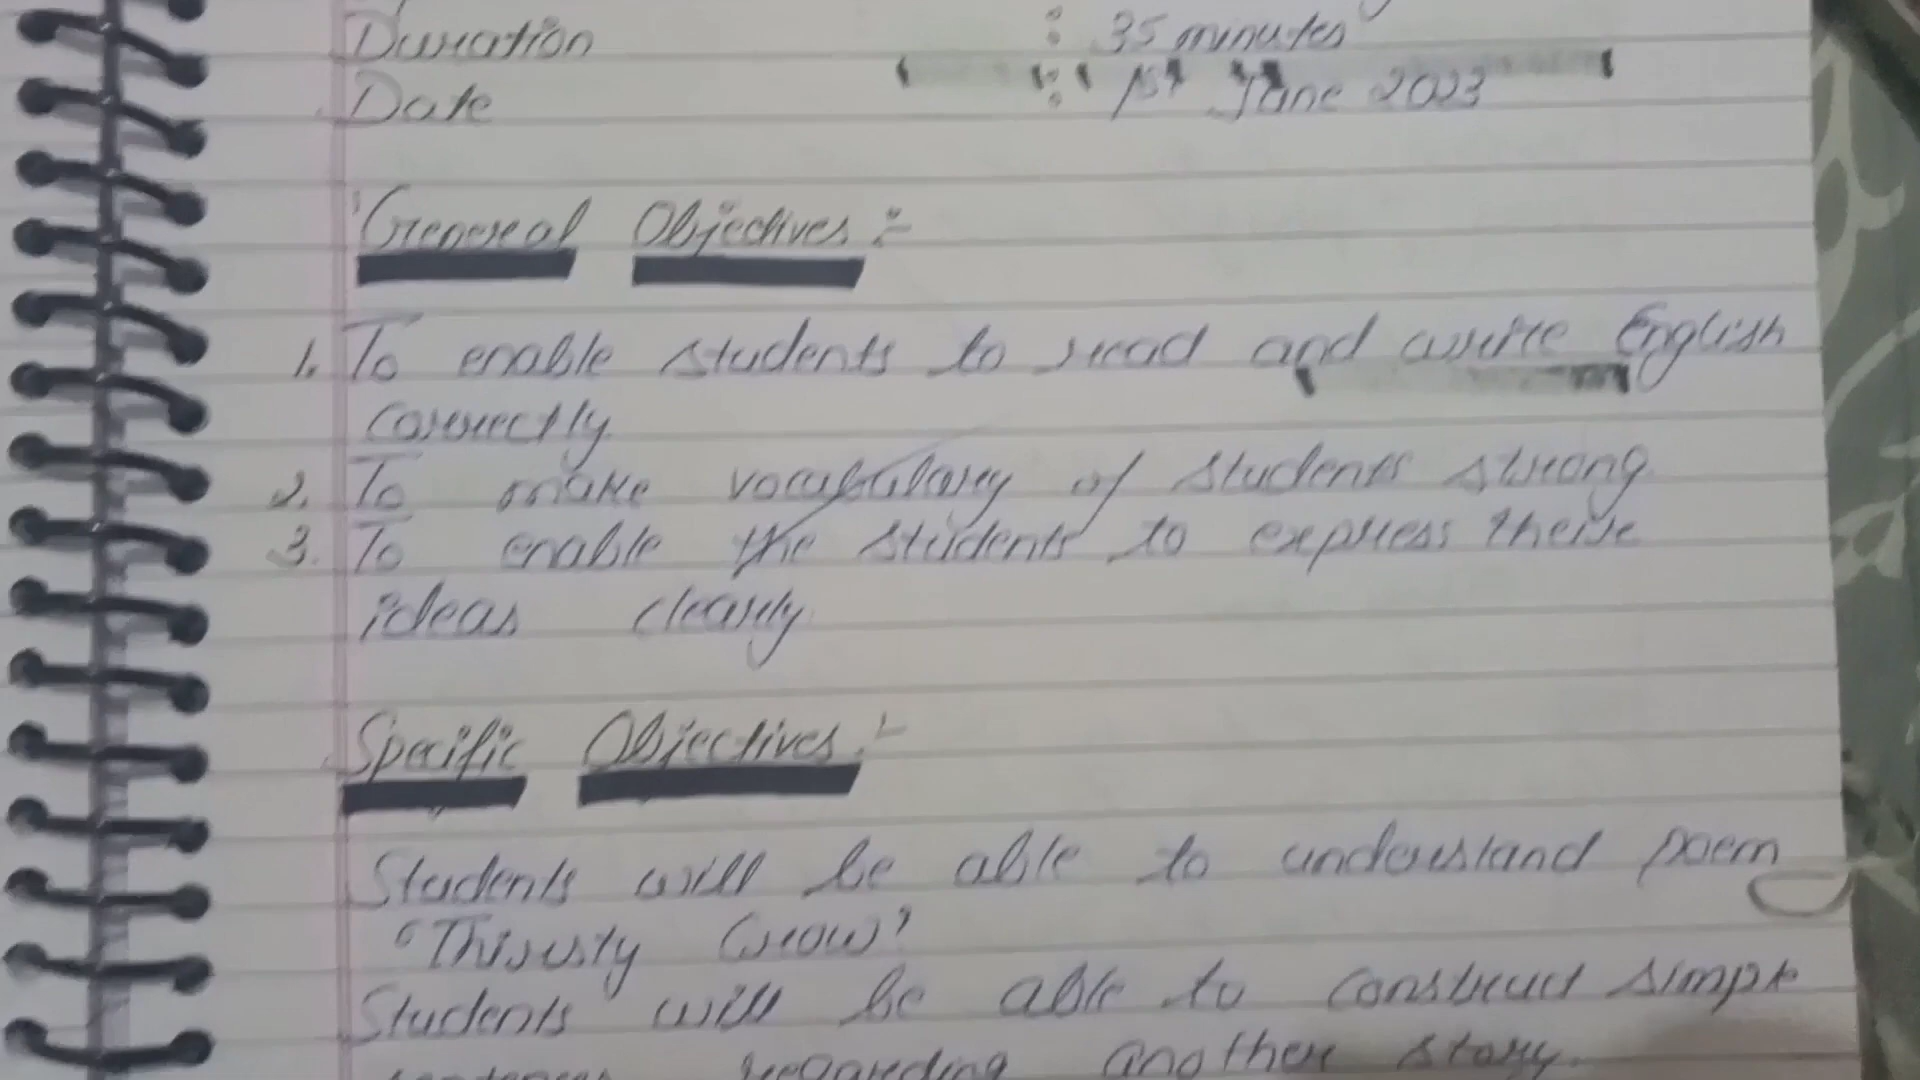 Duration : 35 minutes
Date : 1st June 2023
General Objectives :-
1. To enable students to read and write English
correctly.
2. To make vocabulary of students strong
3. To enable the students to express their
ideas clearly.
Specific Objectives :-
Students will be able to understand poem
'Thirsty Crow'
Students will be able to construct simple
sentences regarding another story.